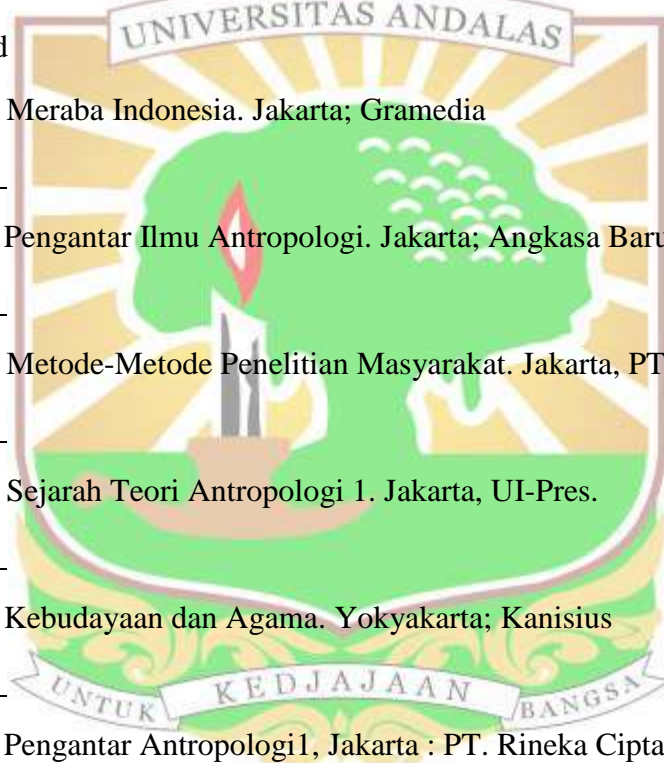 UNIVERSITAS ANDALAS
d
Meraba Indonesia. Jakarta; Gramedia
Pengantar Ilmu Antropologi. Jakarta; Angkasa Baru
Metode-Metode Penelitian Masyarakat. Jakarta, PT
Sejarah Teori Antropologi 1. Jakarta, UI-Pres.
Kebudayaan dan Agama. Yokyakarta; Kanisius
UNTUK KEDJAJAAN BANGSA
Pengantar Antropologi1, Jakarta : PT. Rineka Cipta